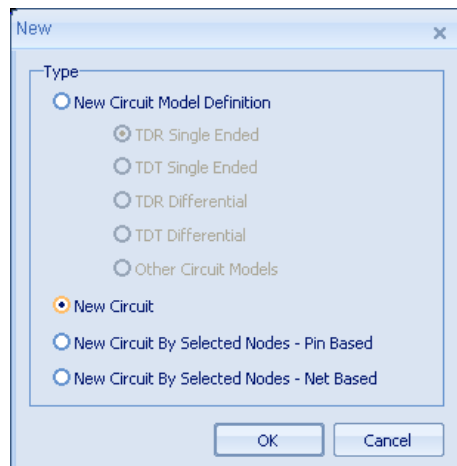 New
Type
New Circuit Model Definition
TDR Single Ended
TDT Single Ended
TDR Differential
TDT Differential
Other Circuit Models
New Circuit
New Circuit By Selected Nodes - Pin Based
New Circuit By Selected Nodes - Net Based
OK Cancel